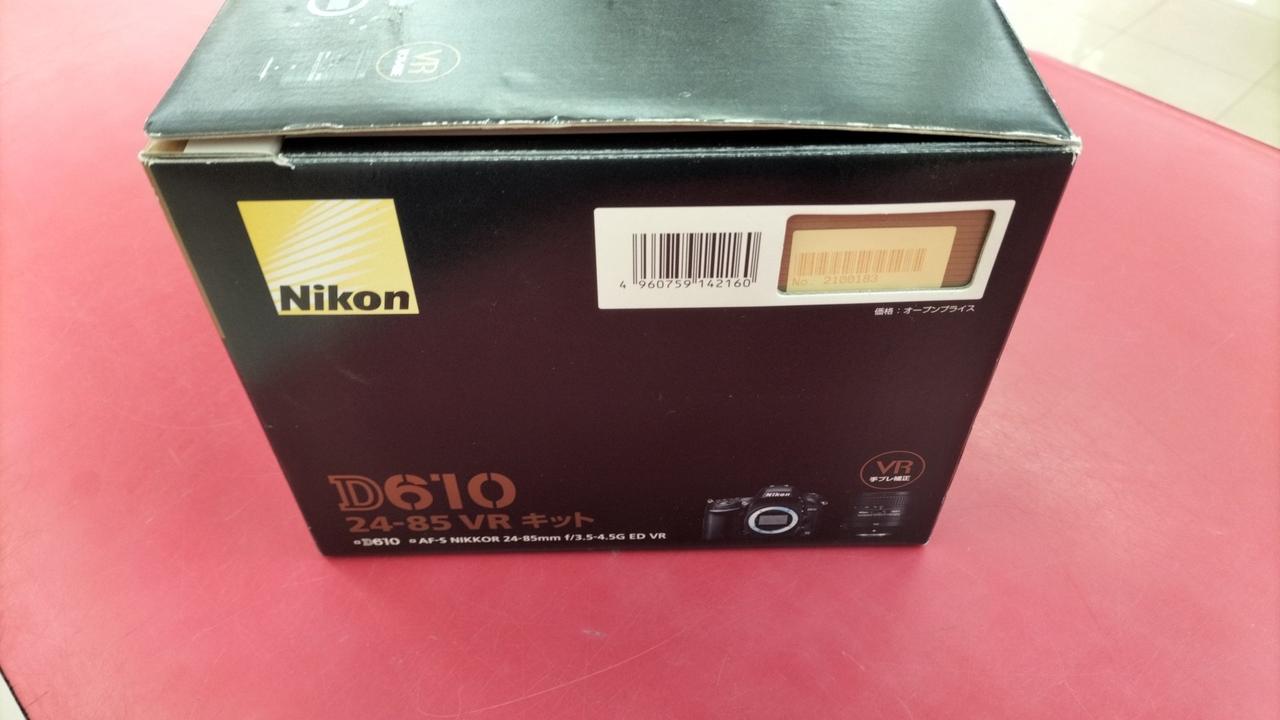 VR
Nikon
4 960759 142160
No. 2100183
価格：オープンプライス
D610
24-85 VR キット
VR
手ブレ補正
Nikon
D610 AF-S NIKKOR 24-85mm f/3.5-4.5G ED VR